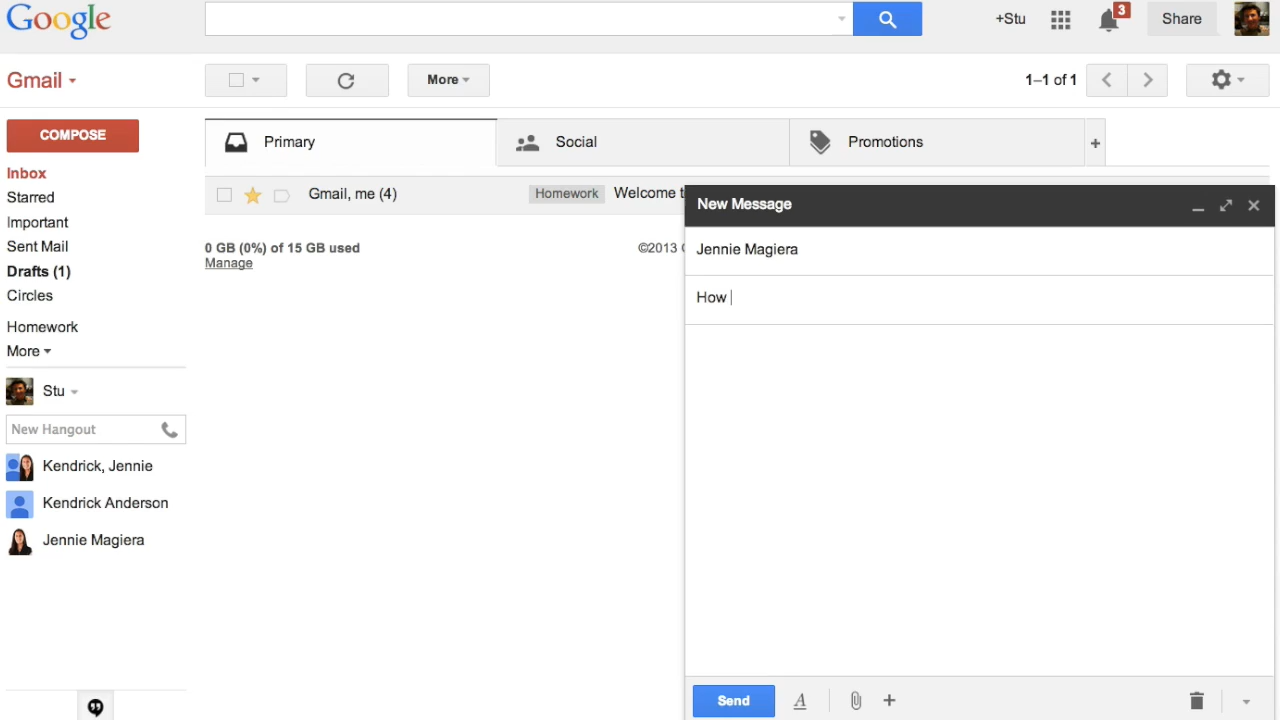 Google
+Stu
3
Share
Gmail
More
1–1 of 1
COMPOSE
Primary
Social
Promotions
+
Inbox
Starred
Important
Sent Mail
Drafts (1)
Circles
Homework
More
Gmail, me (4)
Homework
Welcome t
0 GB (0%) of 15 GB used
Manage
©2013
New Message
Jennie Magiera
How
Stu
New Hangout
Kendrick, Jennie
Kendrick Anderson
Jennie Magiera
Send
A
+